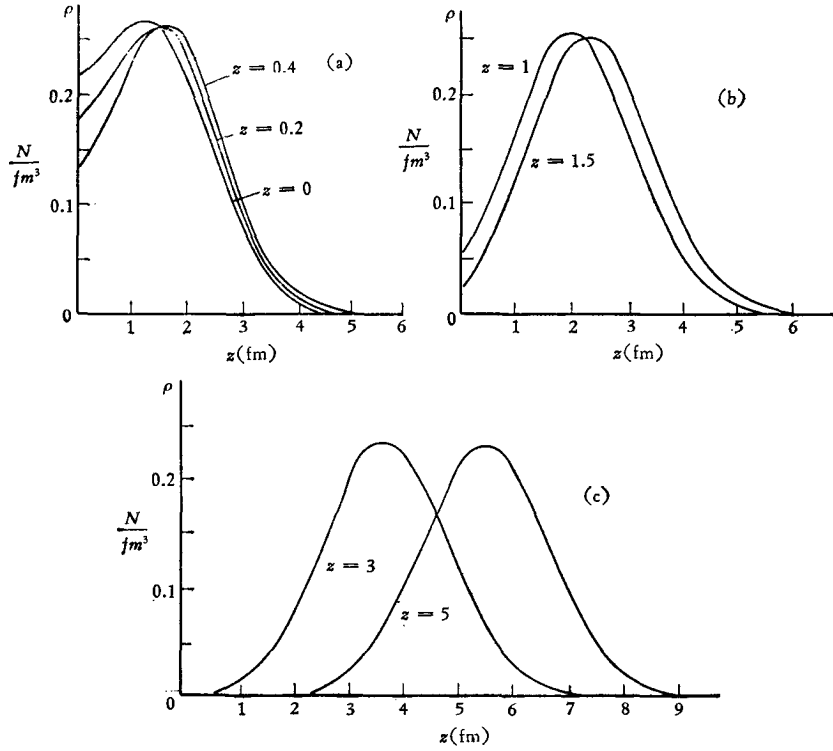 ρ
0.2
N
fm³
0.1
0
1
2
3
4
5
6
z(fm)
z = 0.4
z = 0.2
z = 0
(a)
ρ
0.2
N
fm³
0.1
0
1
2
3
4
5
6
z(fm)
z = 1
z = 1.5
(b)
ρ
0.2
N
fm³
0.1
0
1
2
3
4
5
6
7
8
9
z(fm)
z = 3
z = 5
(c)